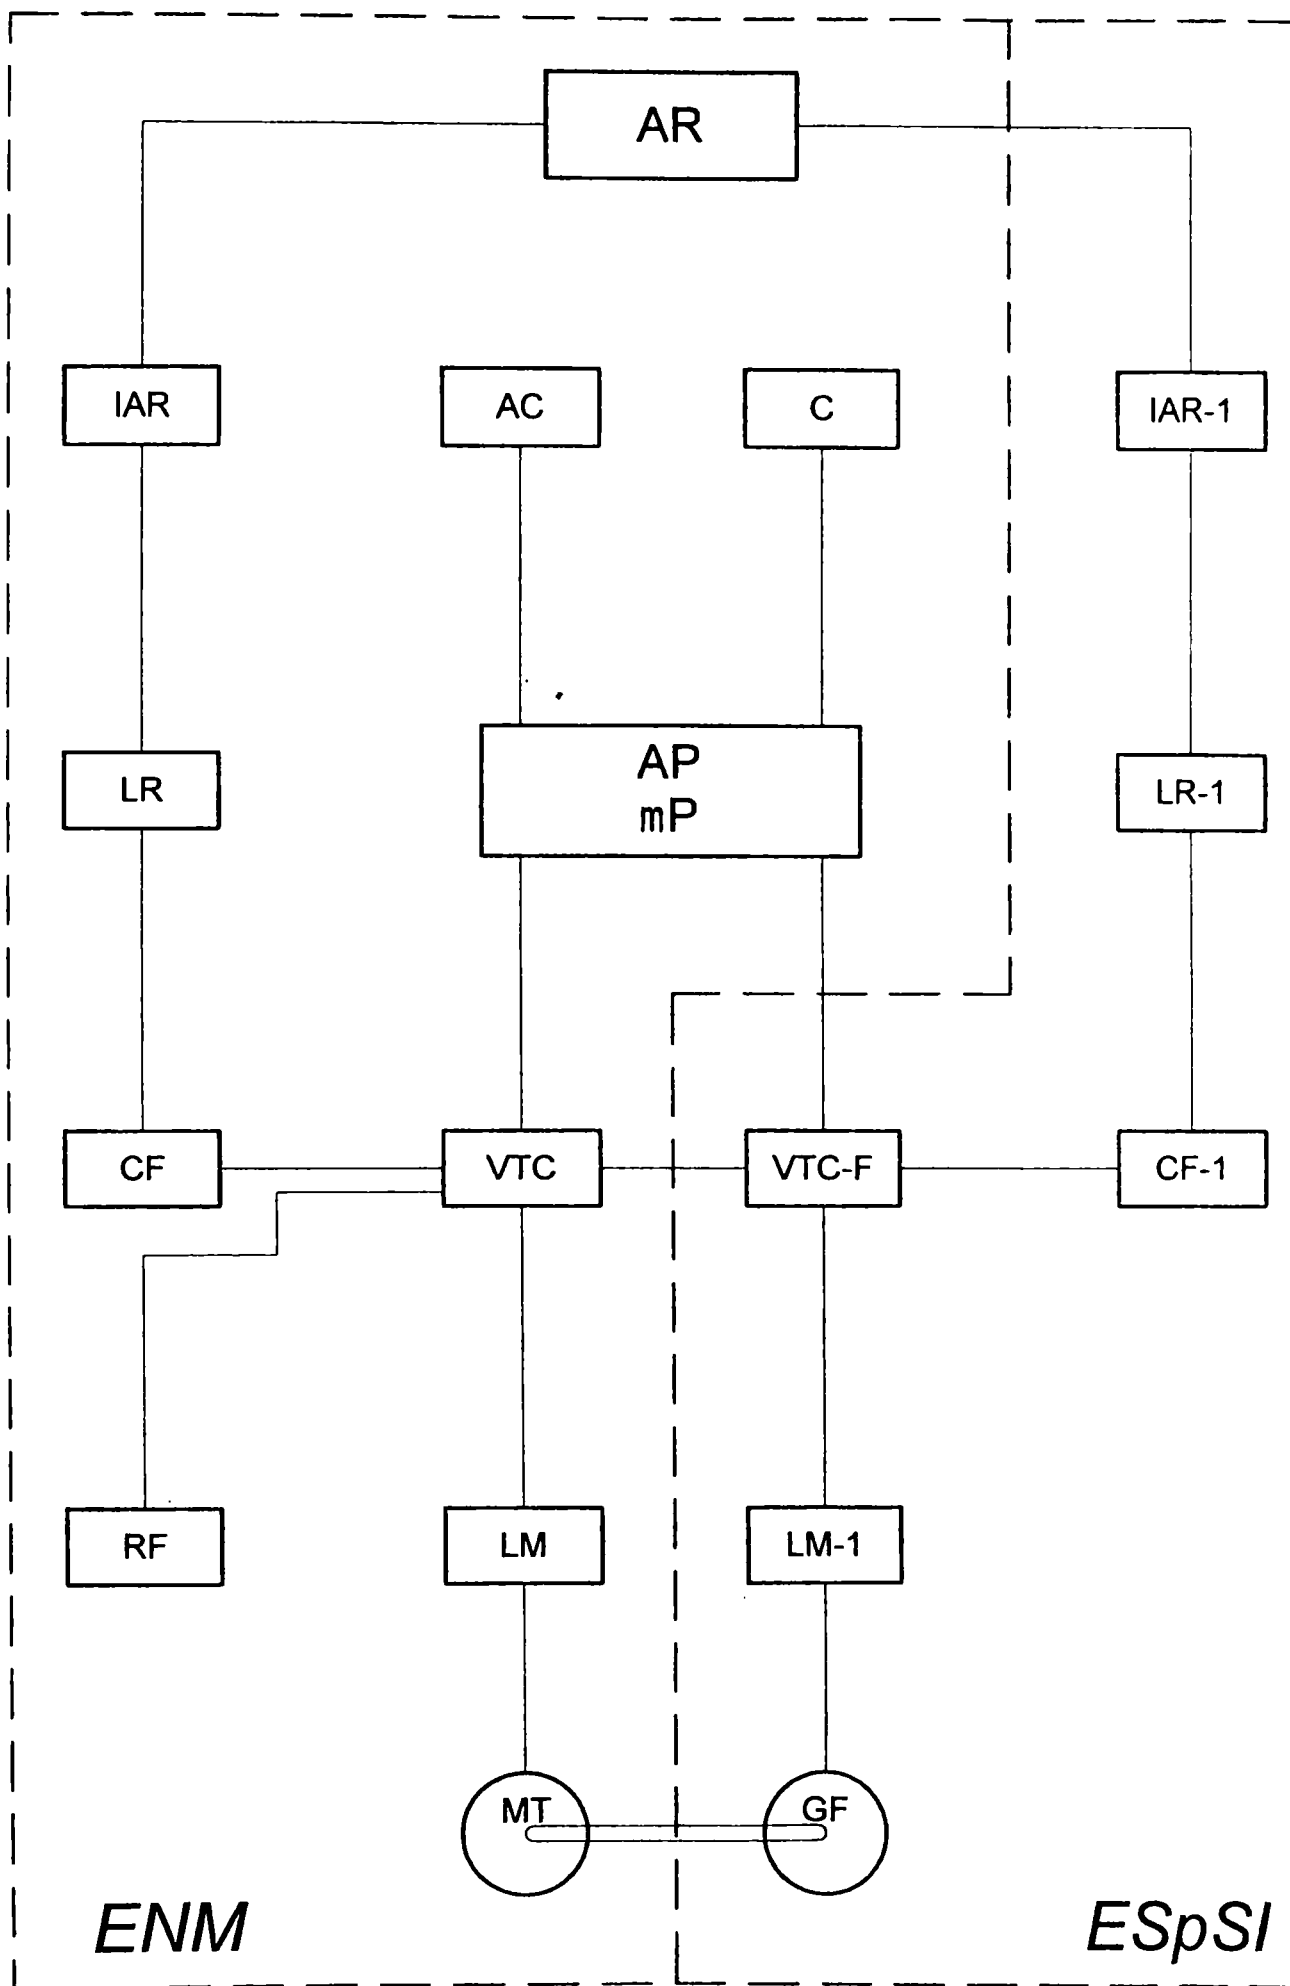 AR
IAR
AC
C
IAR-1
LR
AP
mP
LR-1
CF
VTC
VTC-F
CF-1
RF
LM
LM-1
MT
GF
ENM
ESpSI